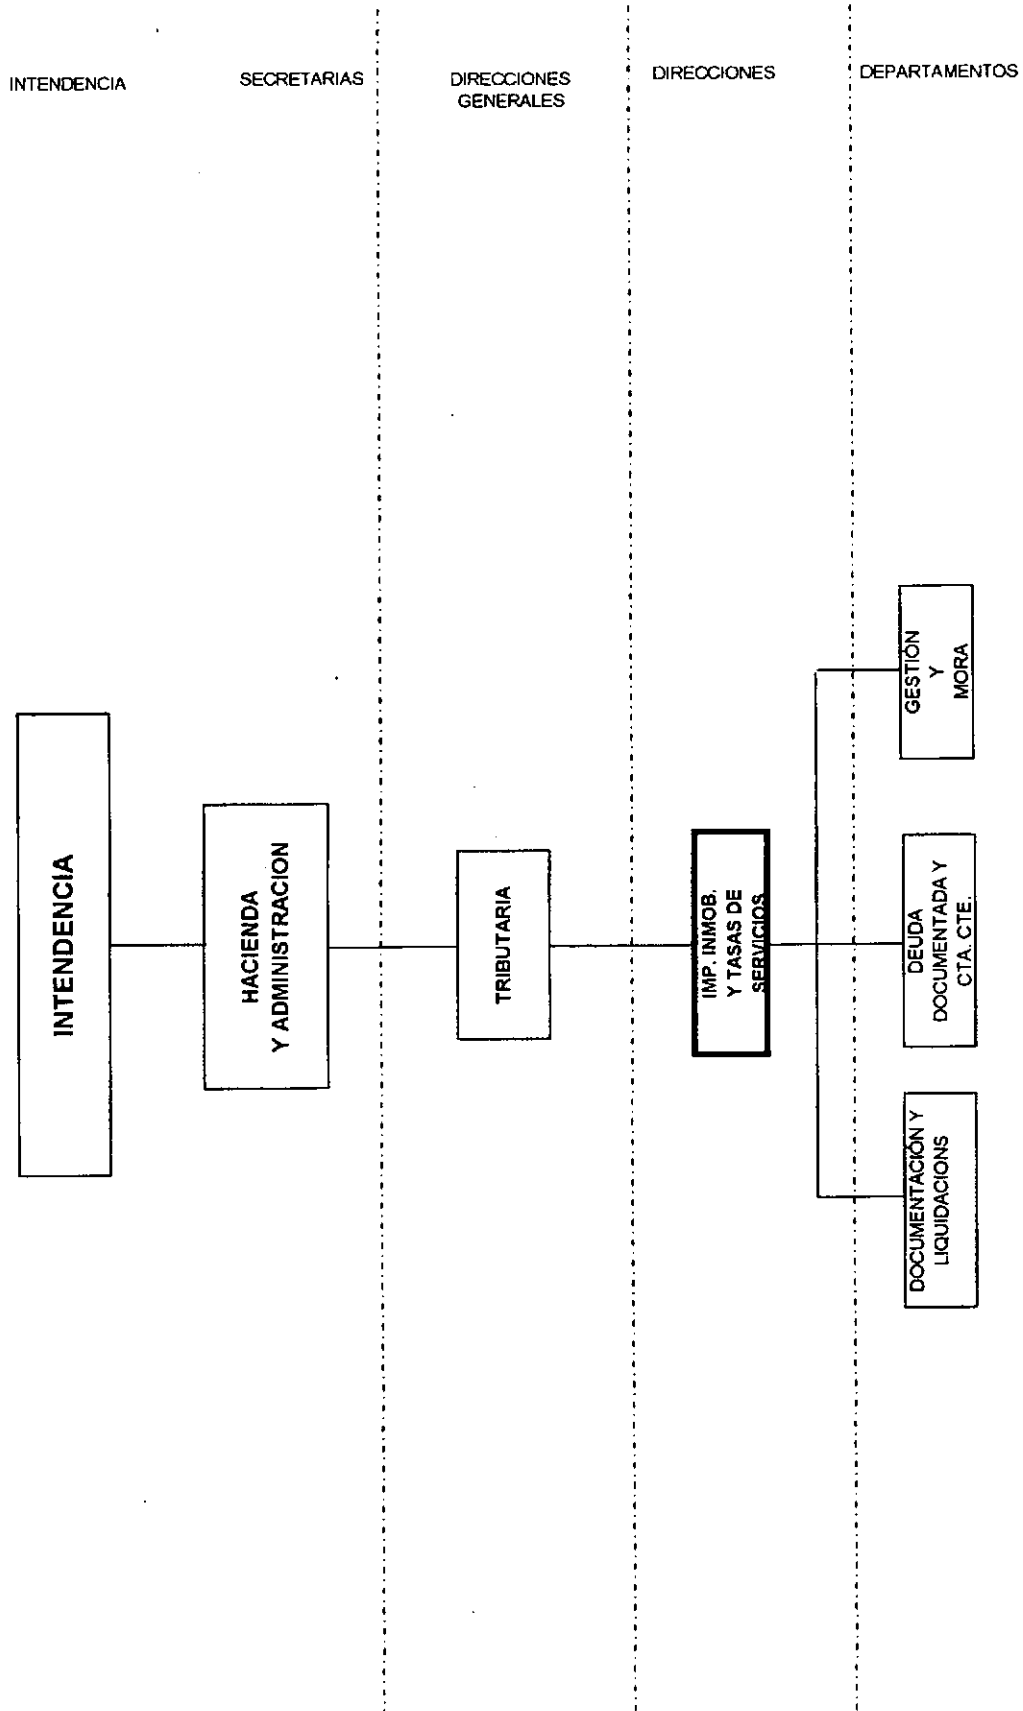 INTENDENCIA
SECRETARIAS
DIRECCIONES
GENERALES
DIRECCIONES
DEPARTAMENTOS
INTENDENCIA
HACIENDA
Y ADMINISTRACION
TRIBUTARIA
IMP. INMOB.
Y TASAS DE
SERVICIOS
GESTIÓN
Y
MORA
DEUDA
DOCUMENTADA Y
CTA. CTE.
DOCUMENTACIÓN Y
LIQUIDACIONS